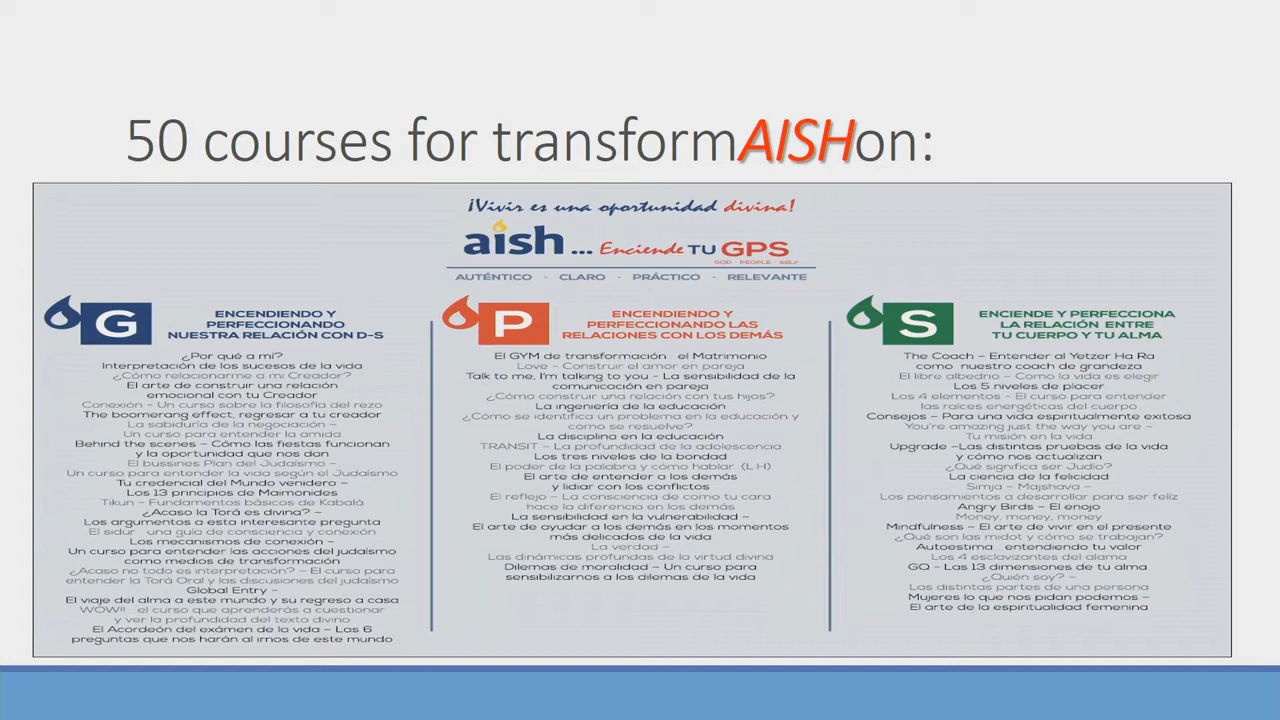 50 courses for transformAISHon:
¡Vivir es una oportunidad divina!
aish... Enciende TU GPS
GOD - PEOPLE - SELF
AUTÉNTICO · CLARO · PRÁCTICO · RELEVANTE
G
ENCENDIENDO Y
PERFECCIONANDO
NUESTRA RELACIÓN CON D-S
¿Por qué a mi?
Interpretación de los sucesos de la vida
¿Cómo relacionarme a mi Creador?
El arte de construir una relación
emocional con tu Creador
Conexión - Un curso sobre la filosofía del rezo
The boomerang effect, regresar a tu creador
La sabiduría de la negociación –
Un curso para entender la amida
Behind the scenes – Cómo las fiestas funcionan
y la oportunidad que nos dan
El bussines Plan del Judaísmo –
Un curso para entender la vida según el Judaísmo
Tu credencial del Mundo venidero –
Los 13 principios de Maimonides
Tikun - Fundamentos básicos de Kabalá
¿Acaso la Torá es divina? –
Los argumentos a esta interesante pregunta
El sidur una guía de consciencia y conexión
Los mecanismos de conexión –
Un curso para entender las acciones del judaísmo
como medios de transformación
¿Acaso no todo es interpretación? – El curso para
entender la Torá Oral y las discusiones del judaísmo
Global Entry –
El viaje del alma a este mundo y su regreso a casa
WOW!! el curso que aprenderás a cuestionar
y ver la profundidad del texto divino
El Acordeón del exámen de la vida – Las 6
preguntas que nos harán al irnos de este mundo
P
ENCENDIENDO Y
PERFECCIONANDO LAS
RELACIONES CON LOS DEMÁS
El GYM de transformación el Matrimonio
Love - Construir el amor en pareja
Talk to me, I'm talking to you – La sensibilidad de la
comunicación en pareja
¿Cómo construir una relación con tus hijos?
La ingeniería de la educación
¿Cómo se identifica un problema en la educación y
como se resuelve?
La disciplina en la educación
TRANSIT – La profundidad de la adolescencia
Los tres niveles de la bondad
El poder de la palabra y cómo hablar (L H)
El arte de entender a los demás
y lidiar con los conflictos
El reflejo – La consciencia de como tu cara
hace la diferencia en los demás
La sensibilidad en la vulnerabilidad –
El arte de ayudar a los demás en los momentos
más delicados de la vida
La verdad –
Las dinámicas profundas de la virtud divina
Dilemas de moralidad – Un curso para
sensibilizarnos a los dilemas de la vida
S
ENCIENDE Y PERFECCIONA
LA RELACIÓN ENTRE
TU CUERPO Y TU ALMA
The Coach – Entender al Yetzer Ha Ra
como nuestro coach de grandeza
El libre albedrio – Como la vida es elegir
Los 5 niveles de placer
Los 4 elementos - El curso para entender
las raíces energéticas del cuerpo
Consejos – Para una vida espiritualmente exitosa
You're amazing just the way you are –
Tu misión en la vida
Upgrade –Las distintas pruebas de la vida
y cómo nos actualizan
¿Qué significa ser Judío?
La ciencia de la felicidad
Simja – Majshava –
Los pensamientos a desarrollar para ser feliz
Angry Birds – El enojo
Money, money, money
Mindfulness – El arte de vivir en el presente
¿Qué son las midot y cómo se trabajan?
Autoestima entendiendo tu valor
Los 4 esclavizantes del alama
GQ – Las 13 dimensiones de tu alma
¿Quién soy? –
Las distintas partes de una persona
Mujeres lo que nos pidan podemos –
El arte de la espiritualidad femenina